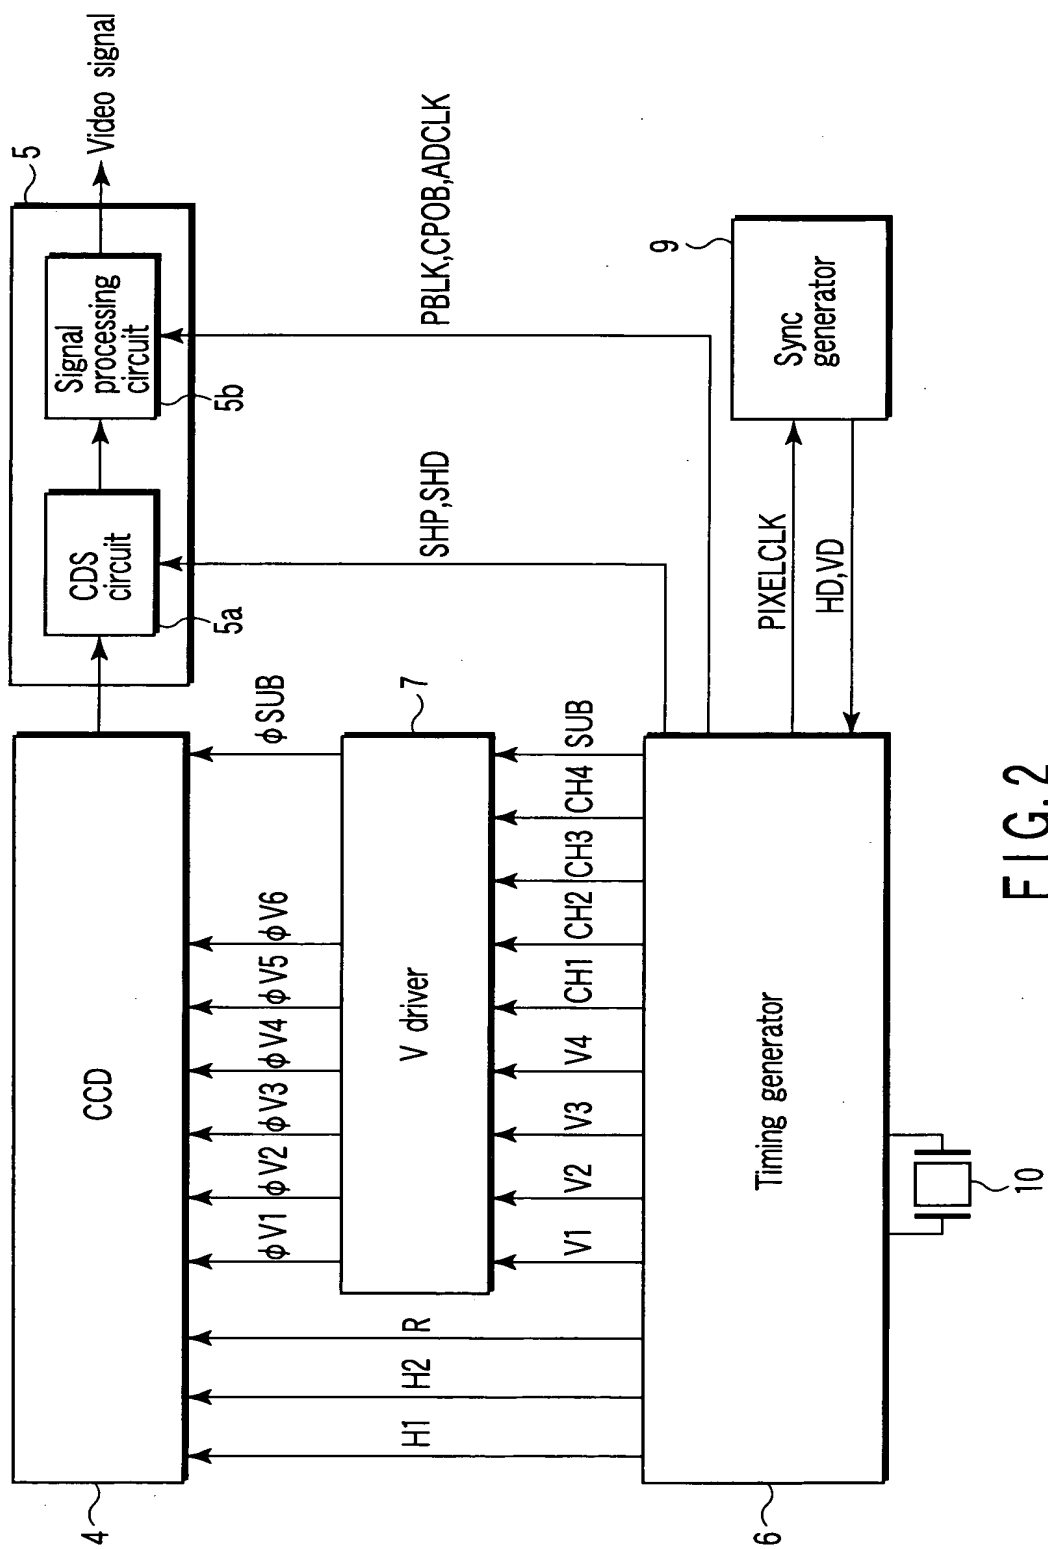 5
Video signal
Signal
processing
circuit
5b
CDS
circuit
5a
PBLK,CPOB,ADCLK
SHP,SHD
4
CCD
φV1
φV2
φV3
φV4
φV5
φV6
φSUB
7
V driver
H1
H2
R
V1
V2
V3
V4
CH1
CH2
CH3
CH4
SUB
6
Timing generator
PIXELCLK
HD,VD
9
Sync
generator
10
FIG. 2